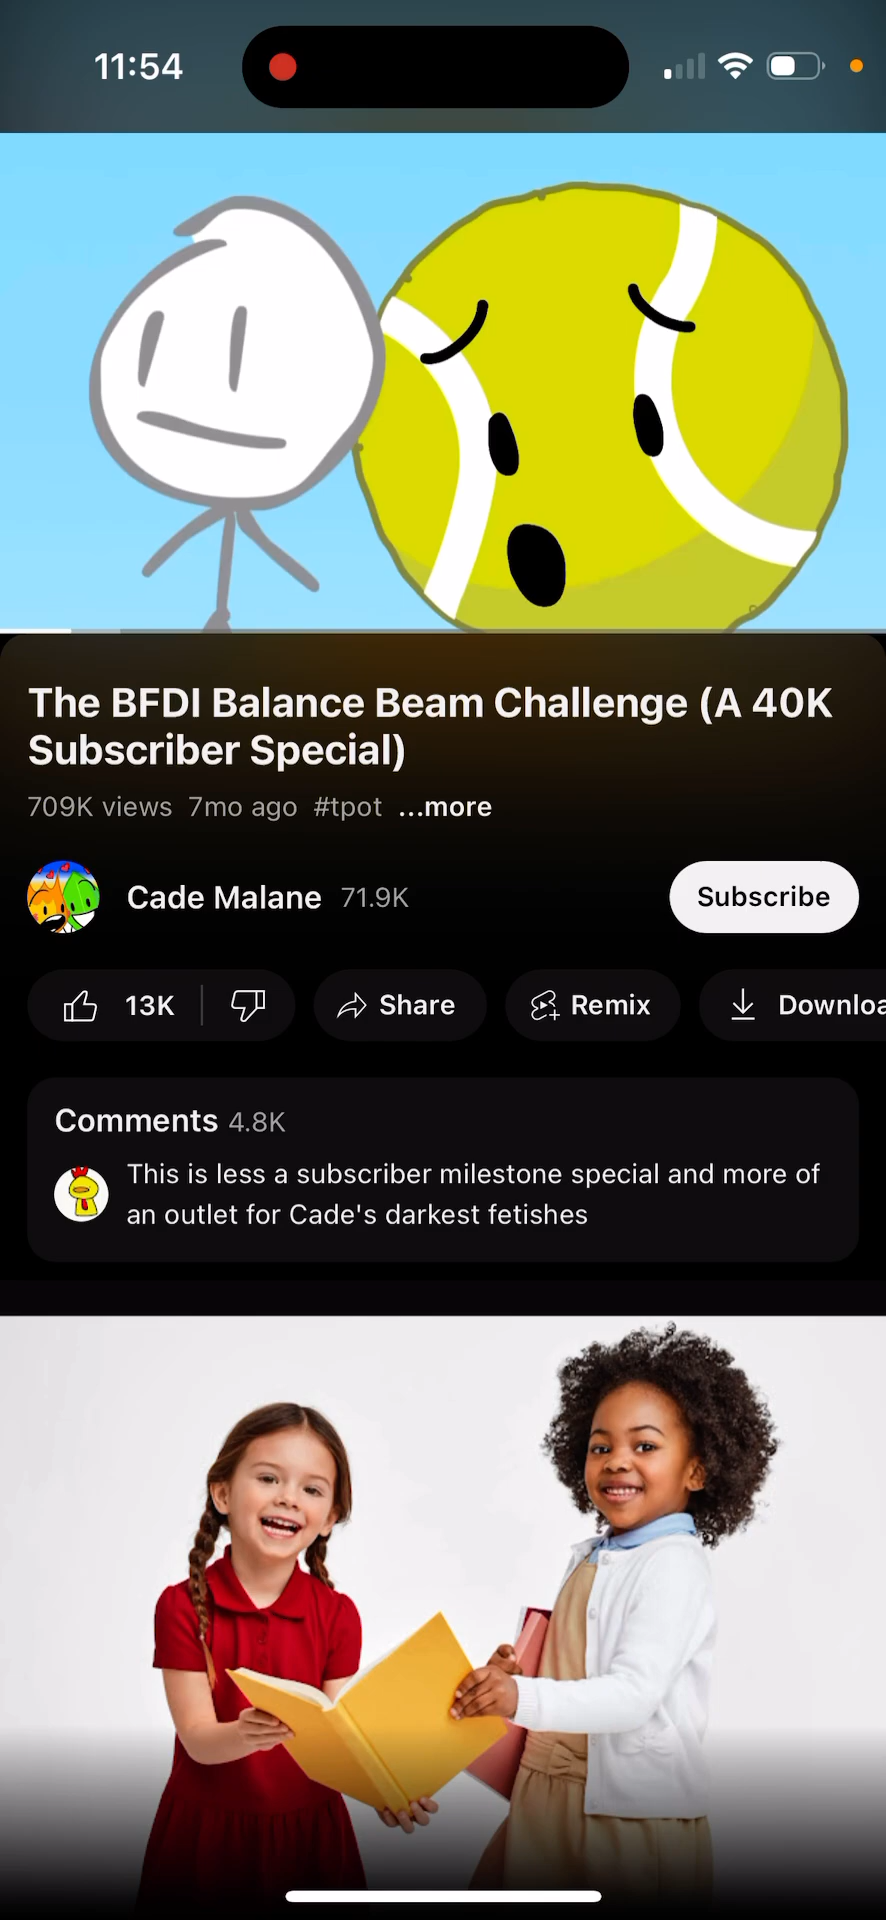 11:54
The BFDI Balance Beam Challenge (A 40K
Subscriber Special)
709K views 7mo ago #tpot ...more
Cade Malane 71.9K
Subscribe
13K
Share
Remix
Downloa
Comments 4.8K
This is less a subscriber milestone special and more of
an outlet for Cade's darkest fetishes